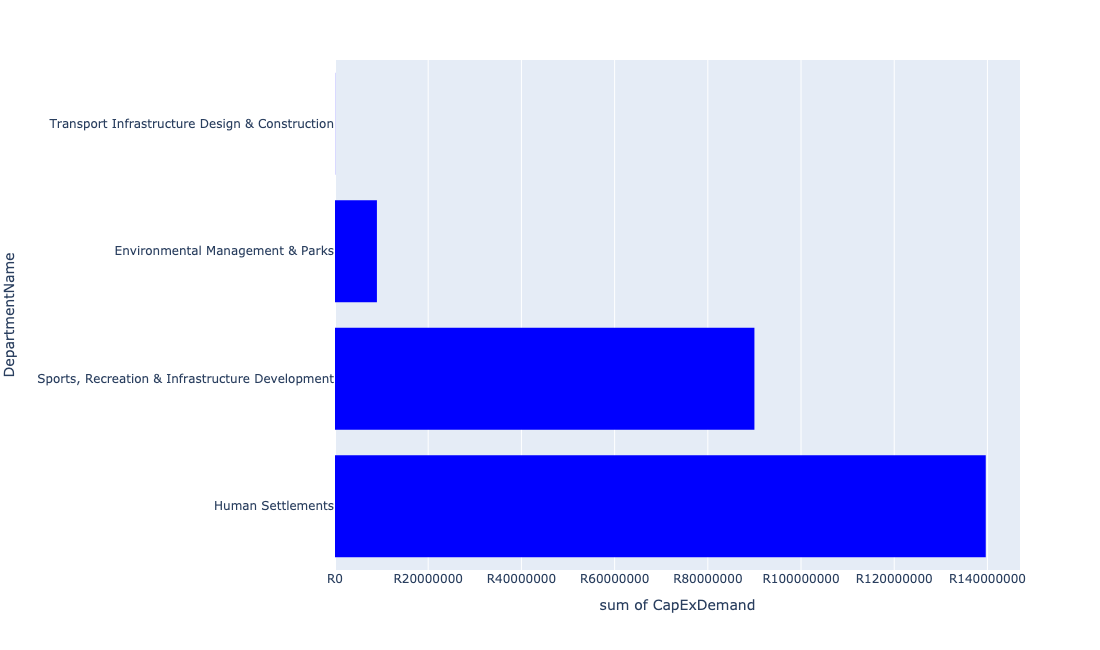 Transport Infrastructure Design & Construction
Environmental Management & Parks
DepartmentName
Sports, Recreation & Infrastructure Development
Human Settlements
R0 R20000000 R40000000 R60000000 R80000000 R100000000 R120000000 R140000000
sum of CapExDemand